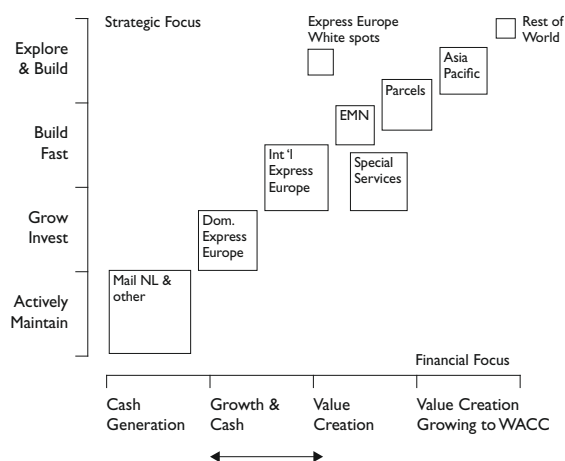 Strategic Focus
Express Europe
White spots
Rest of
World
Explore
& Build
Asia
Pacific
Parcels
EMN
Build
Fast
Int ‘l
Express
Europe
Special
Services
Grow
Invest
Dom.
Express
Europe
Mail NL &
other
Actively
Maintain
Financial Focus
Cash
Generation
Growth &
Cash
Value
Creation
Value Creation
Growing to WACC